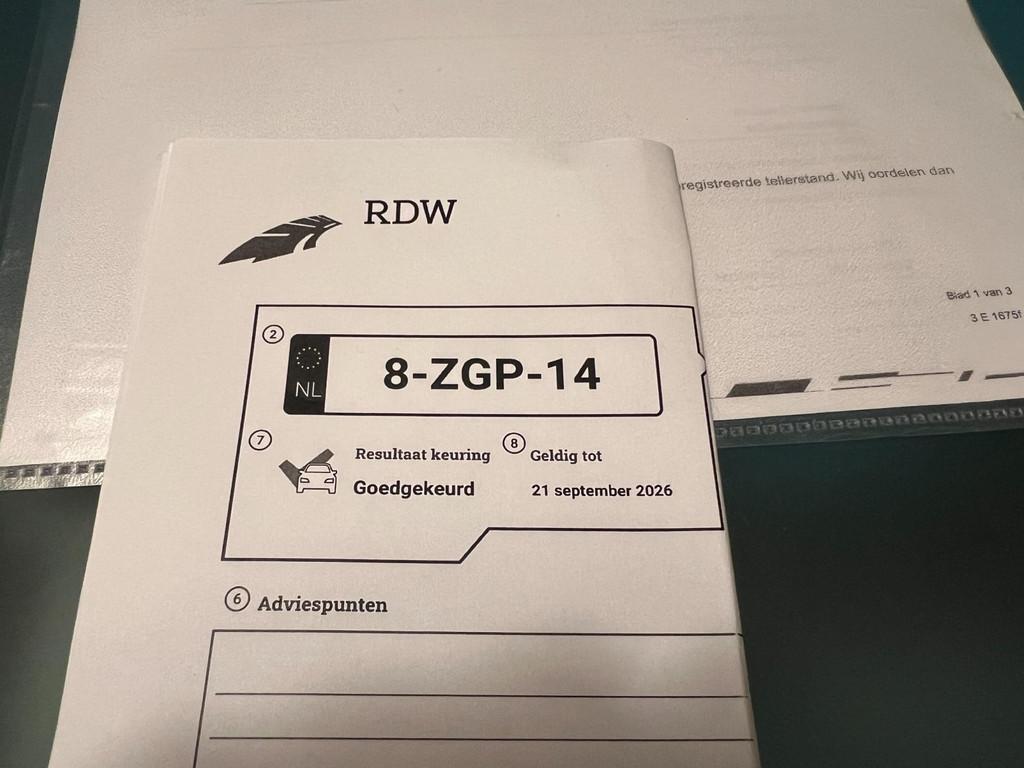 registreerde tellerstand. Wij oordelen dan
Blad 1 van 3
3 E 1675f
RDW
2
NL
8-ZGP-14
7
Resultaat keuring
8
Geldig tot
Goedgekeurd
21 september 2026
6
Adviespunten